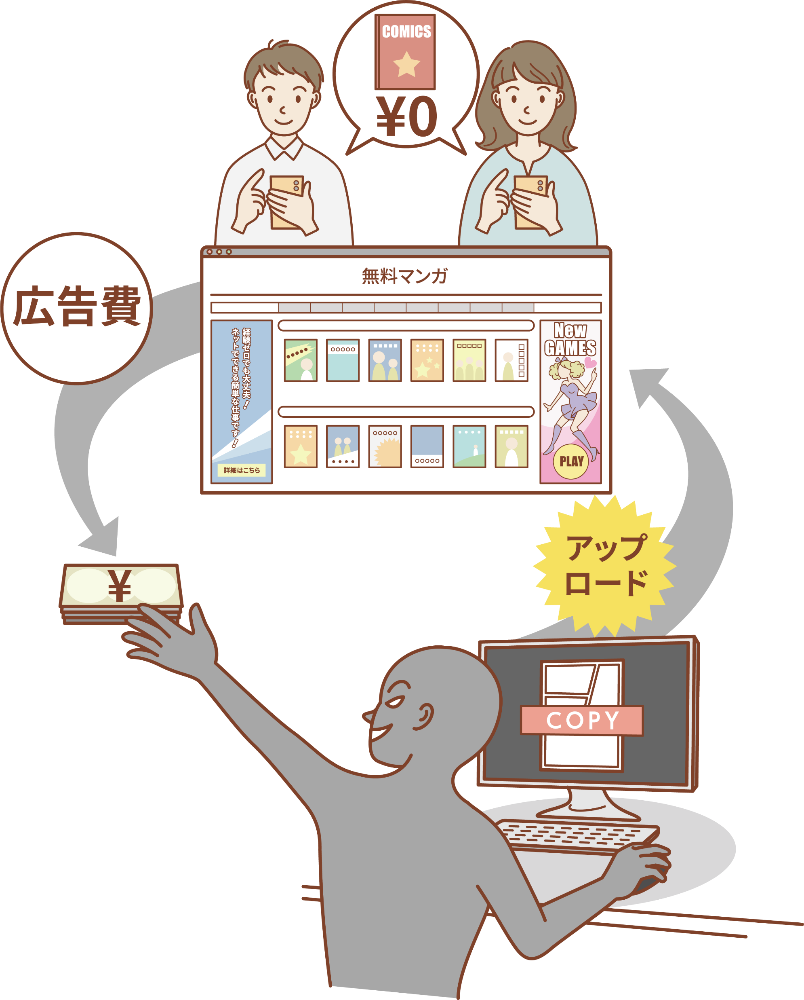 COMICS
¥0
無料マンガ
広告費
経験ゼロでも大丈夫!
ネットでできる簡単な仕事です!
詳細はこちら
New
GAMES
PLAY
アップ
ロード
¥
COPY